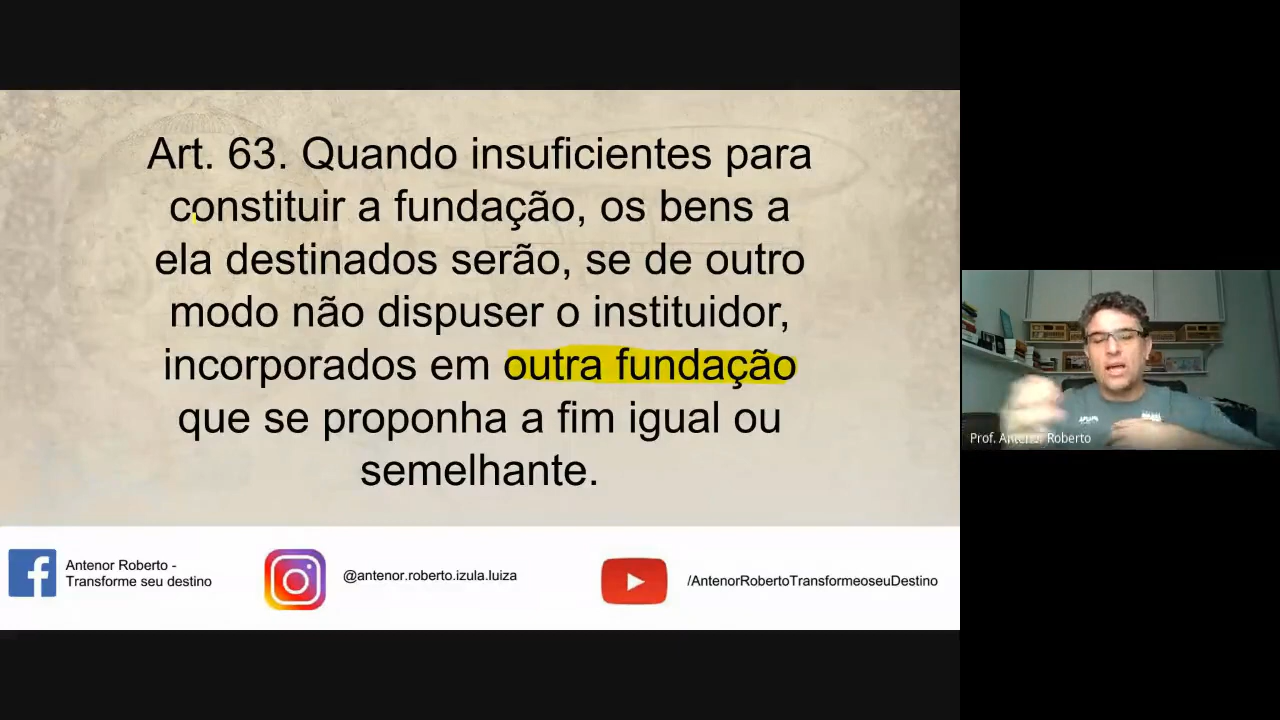 Art. 63. Quando insuficientes para
constituir a fundação, os bens a
ela destinados serão, se de outro
modo não dispuser o instituidor,
incorporados em outra fundação
que se proponha a fim igual ou
semelhante.
Prof. Antenor Roberto
Antenor Roberto -
Transforme seu destino
@antenor.roberto.izula.luiza
/AntenorRobertoTransformeoseuDestino